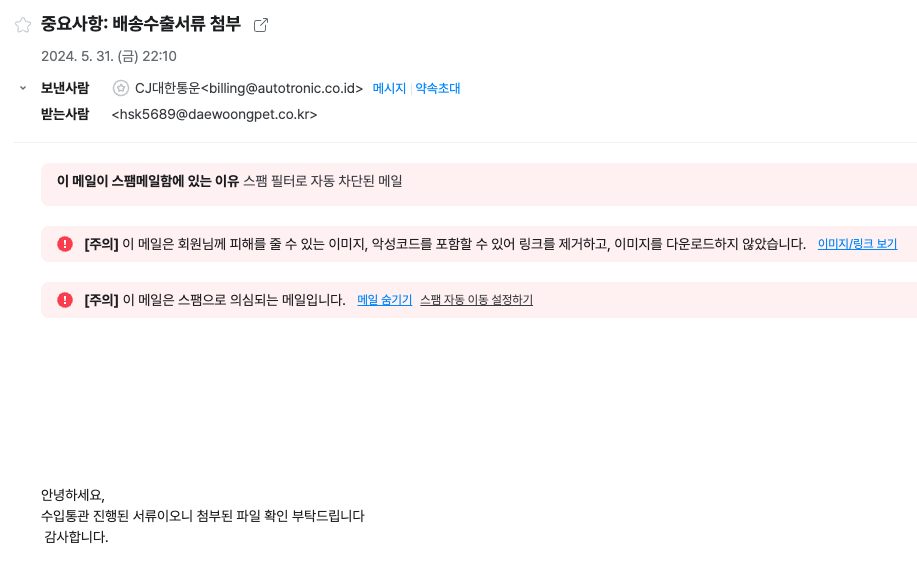 중요사항: 배송수출서류 첨부
2024. 5. 31. (금) 22:10
보낸사람 CJ대한통운<billing@autotronic.co.id> 메시지 약속초대
받는사람 <hsk5689@daewoongpet.co.kr>
이 메일이 스팸메일함에 있는 이유 스팸 필터로 자동 차단된 메일
[주의] 이 메일은 회원님께 피해를 줄 수 있는 이미지, 악성코드를 포함할 수 있어 링크를 제거하고, 이미지를 다운로드하지 않았습니다. 이미지/링크 보기
[주의] 이 메일은 스팸으로 의심되는 메일입니다. 메일 숨기기 스팸 자동 이동 설정하기
안녕하세요,
수입통관 진행된 서류이오니 첨부된 파일 확인 부탁드립니다
감사합니다.